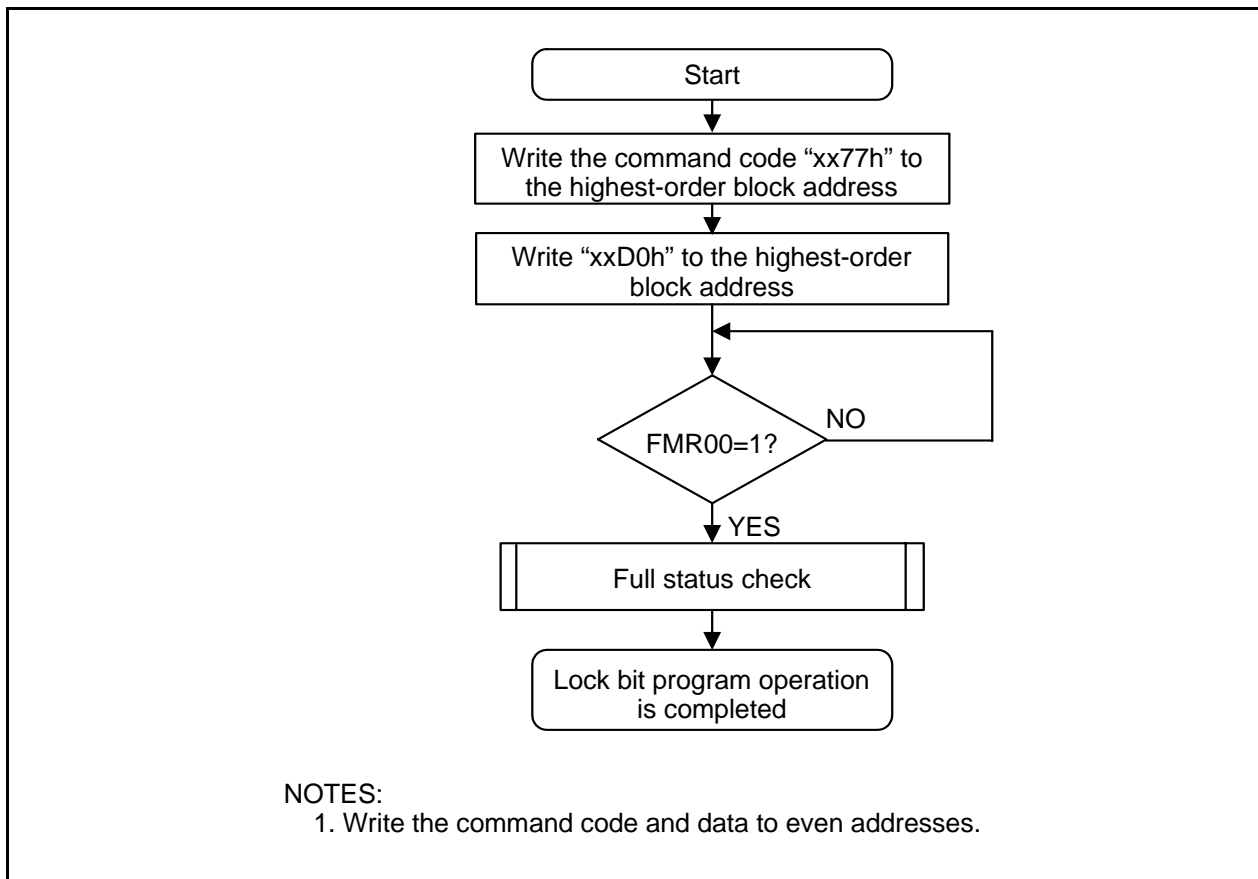 Start
Write the command code “xx77h” to
the highest-order block address
Write “xxD0h” to the highest-order
block address
FMR00=1?
NO
YES
Full status check
Lock bit program operation
is completed
NOTES:
1. Write the command code and data to even addresses.